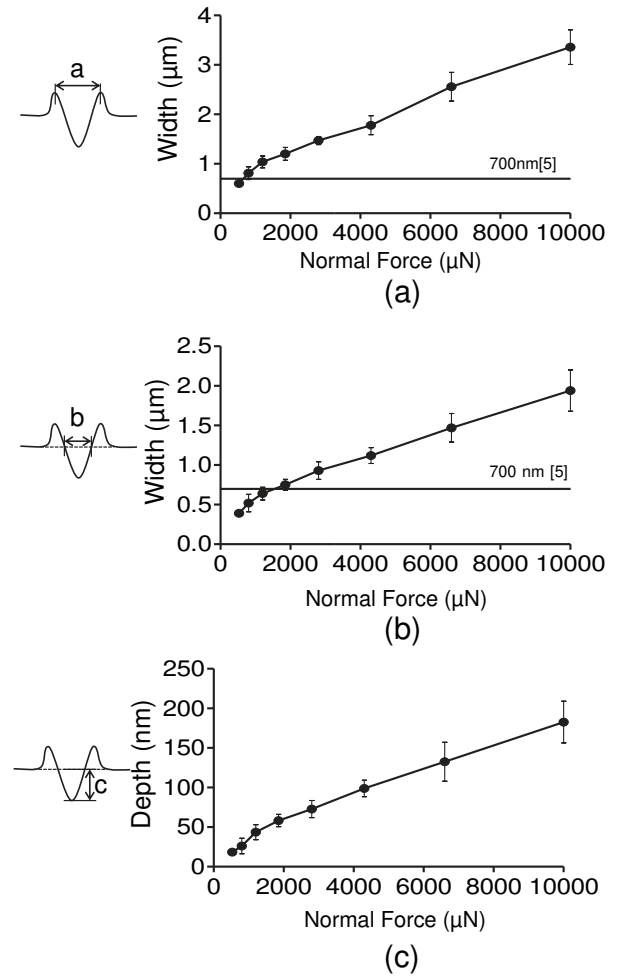 a
Width (μm)
4
3
2
1
0
700nm[5]
0 2000 4000 6000 8000 10000
Normal Force (μN)
(a)
b
Width (μm)
2.5
2.0
1.5
1.0
0.5
0.0
700 nm [5]
0 2000 4000 6000 8000 10000
Normal Force (μN)
(b)
c
Depth (nm)
250
200
150
100
50
0
0 2000 4000 6000 8000 10000
Normal Force (μN)
(c)